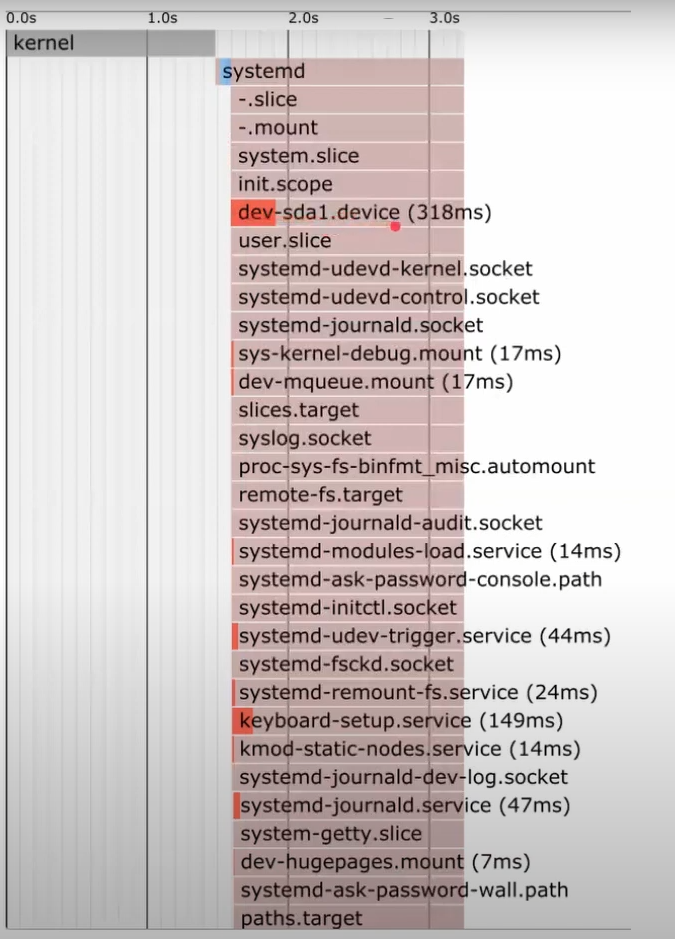 0.0s 1.0s 2.0s 3.0s
kernel
systemd
-.slice
-.mount
system.slice
init.scope
dev-sda1.device (318ms)
user.slice
systemd-udevd-kernel.socket
systemd-udevd-control.socket
systemd-journald.socket
sys-kernel-debug.mount (17ms)
dev-mqueue.mount (17ms)
slices.target
syslog.socket
proc-sys-fs-binfmt_misc.automount
remote-fs.target
systemd-journald-audit.socket
systemd-modules-load.service (14ms)
systemd-ask-password-console.path
systemd-initctl.socket
systemd-udev-trigger.service (44ms)
systemd-fsckd.socket
systemd-remount-fs.service (24ms)
keyboard-setup.service (149ms)
kmod-static-nodes.service (14ms)
systemd-journald-dev-log.socket
systemd-journald.service (47ms)
system-getty.slice
dev-hugepages.mount (7ms)
systemd-ask-password-wall.path
paths.target